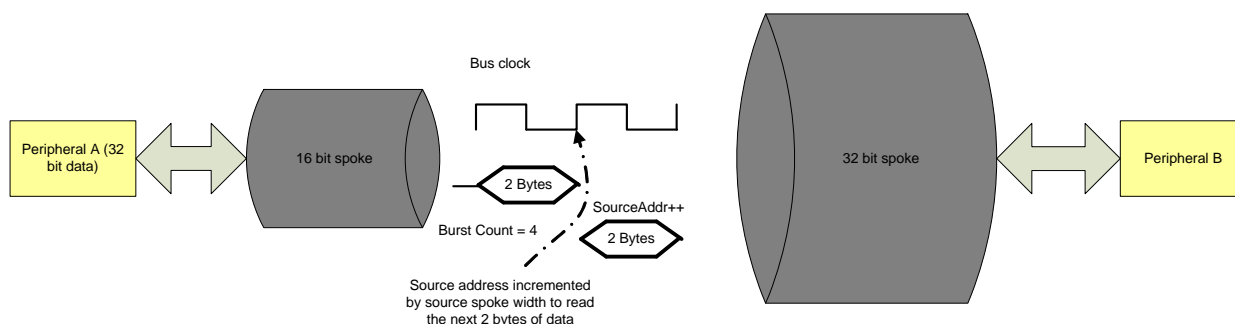 Bus clock
Peripheral A (32
bit data)
16 bit spoke
32 bit spoke
Peripheral B
2 Bytes
SourceAddr++
Burst Count = 4
2 Bytes
Source address incremented
by source spoke width to read
the next 2 bytes of data